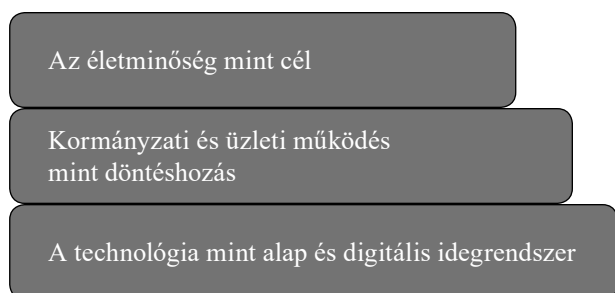 Az életminőség mint cél
Kormányzati és üzleti működés
mint döntéshozás
A technológia mint alap és digitális idegrendszer